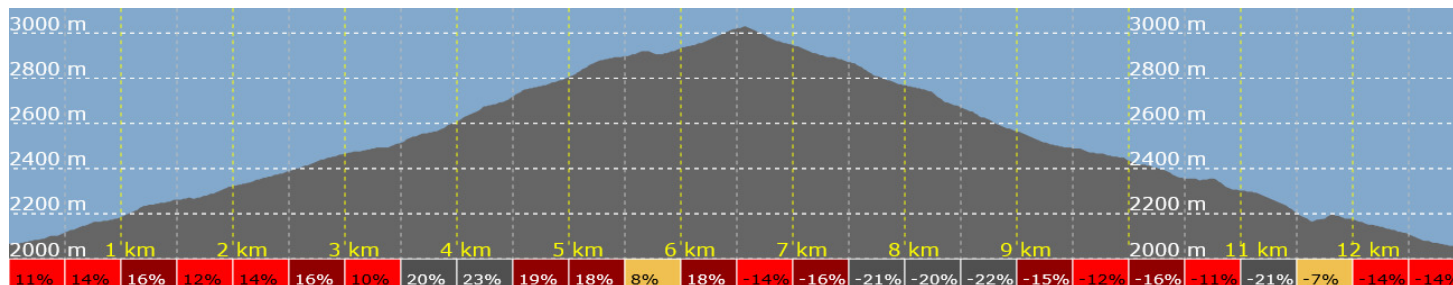 3000 m 3000 m
2800 m 2800 m
2600 m 2600 m
2400 m 2400 m
2200 m 2200 m
2000 m 1 km 2 km 3 km 4 km 5 km 6 km 7 km 8 km 9 km 2000 m 11 km 12 km
11% 14% 16% 12% 14% 16% 10% 20% 23% 19% 18% 8% 18% -14% -16% -21% -20% -22% -15% -12% -16% -11% -21% -7% -14% -14%